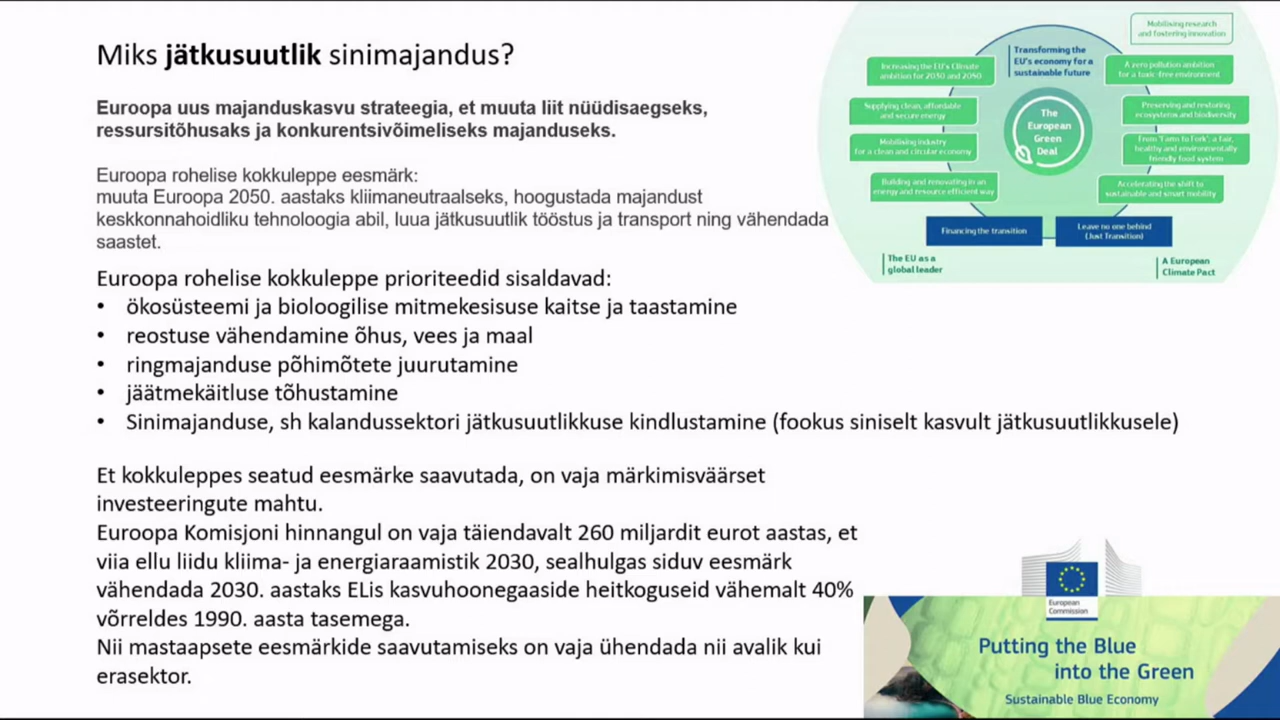 Miks jätkusuutlik sinimajandus?
Euroopa uus majanduskasvu strateegia, et muuta liit nüüdisaegseks,
ressursitõhusaks ja konkurentsivõimeliseks majanduseks.
Euroopa rohelise kokkuleppe eesmärk:
muuta Euroopa 2050. aastaks kliimaneutraalseks, hoogustada majandust
keskkonnahoidliku tehnoloogia abil, luua jätkusuutlik tööstus ja transport ning vähendada
saastet.
Euroopa rohelise kokkuleppe prioriteedid sisaldavad:
• ökosüsteemi ja bioloogilise mitmekesisuse kaitse ja taastamine
• reostuse vähendamine õhus, vees ja maal
• ringmajanduse põhimõtete juurutamine
• jäätmekäitluse tõhustamine
• Sinimajanduse, sh kalandussektori jätkusuutlikkuse kindlustamine (fookus siniselt kasvult jätkusuutlikkusele)
Et kokkuleppes seatud eesmärke saavutada, on vaja märkimisväärset
investeeringute mahtu.
Euroopa Komisjoni hinnangul on vaja täiendavalt 260 miljardit eurot aastas, et
viia ellu liidu kliima- ja energiaraamistik 2030, sealhulgas siduv eesmärk
vähendada 2030. aastaks ELis kasvuhoonegaaside heitkoguseid vähemalt 40%
võrreldes 1990. aasta tasemega.
Nii mastaapsete eesmärkide saavutamiseks on vaja ühendada nii avalik kui
erasektor.
Mobilising research
and fostering innovation
Transforming the
EU's economy for a
sustainable future
Increasing the EU's Climate
ambition for 2030 and 2050
A zero pollution ambition
for a toxic-free environment
Supplying clean, affordable
and secure energy
Preserving and restoring
ecosystems and biodiversity
The
European
Green
Deal
Mobilising industry
for a clean and circular economy
From 'Farm to Fork': a fair,
healthy and environmentally
friendly food system
Building and renovating in an
energy and resource efficient way
Accelerating the shift to
sustainable and smart mobility
Financing the transition
Leave no one behind
(Just Transition)
The EU as a
global leader
A European
Climate Pact
European
Commission
Putting the Blue
into the Green
Sustainable Blue Economy